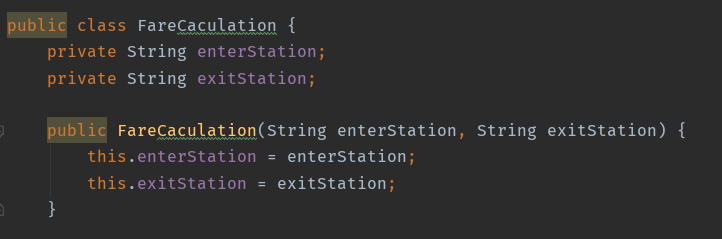 public class FareCaculation {
private String enterStation;
private String exitStation;
public FareCaculation(String enterStation, String exitStation) {
this.enterStation = enterStation;
this.exitStation = exitStation;
}